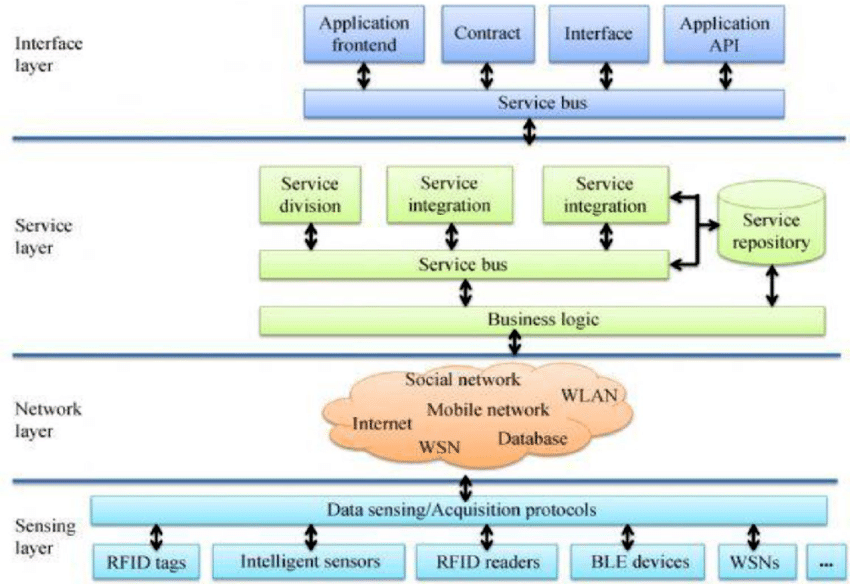 Interface
layer
Application
frontend
Contract
Interface
Application
API
Service bus
Service
layer
Service
division
Service
integration
Service
integration
Service
repository
Service bus
Business logic
Network
layer
Social network
WLAN
Mobile network
Internet
Database
WSN
Sensing
layer
Data sensing/Acquisition protocols
RFID tags
Intelligent sensors
RFID readers
BLE devices
WSNs
...